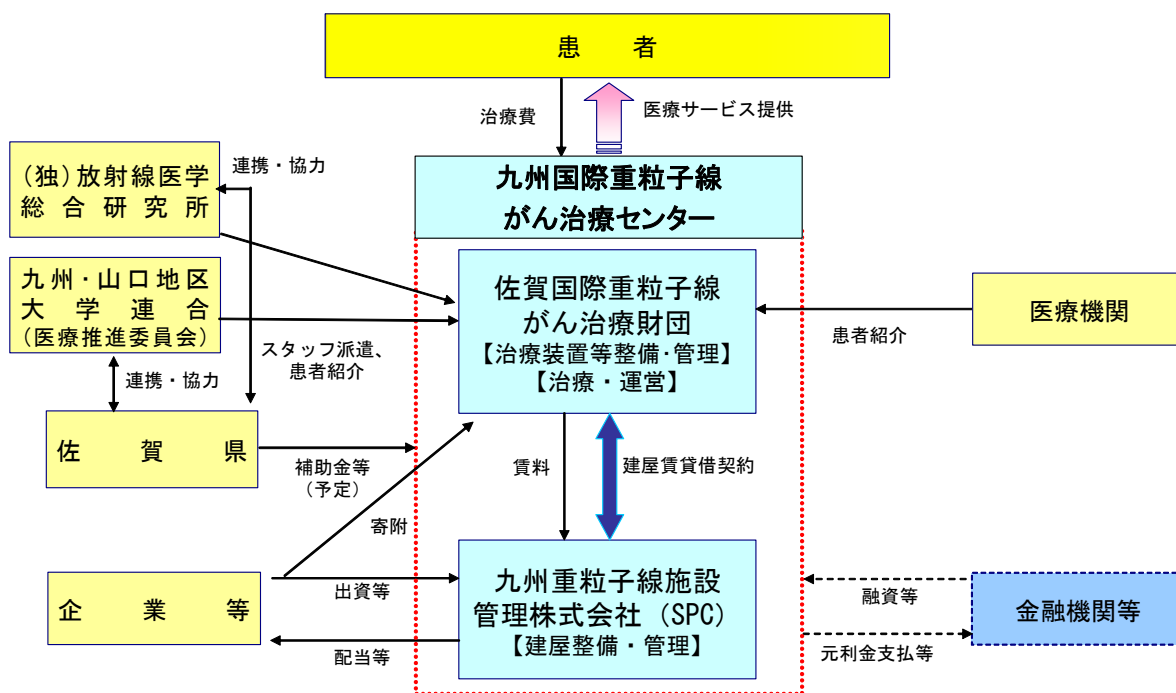 患者
治療費
医療サービス提供
九州国際重粒子線
がん治療センター
(独)放射線医学
総合研究所
連携・協力
九州・山口地区
大学連合
(医療推進委員会)
スタッフ派遣、
患者紹介
連携・協力
佐賀県
補助金等
(予定)
寄附
佐賀国際重粒子線
がん治療財団
【治療装置等整備・管理】
【治療・運営】
医療機関
患者紹介
賃料
建屋賃貸借契約
企業等
出資等
配当等
九州重粒子線施設
管理株式会社(SPC)
【建屋整備・管理】
融資等
金融機関等
元利金支払等